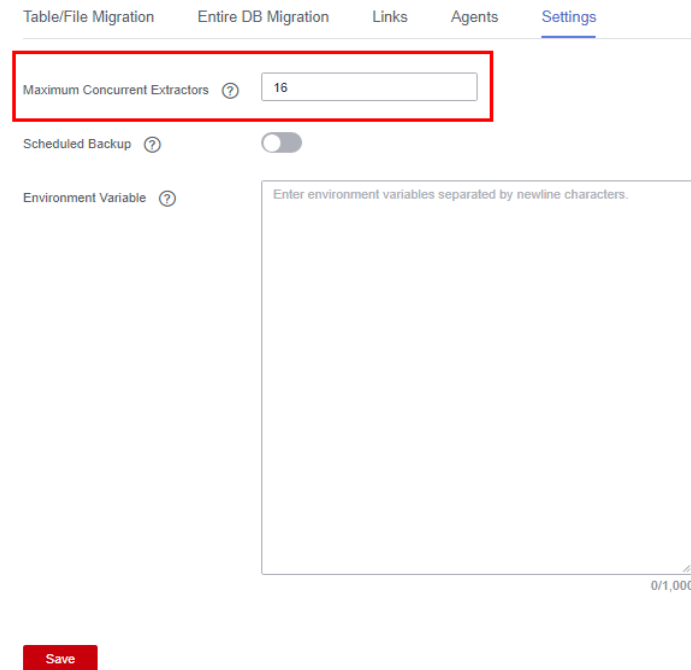 Table/File Migration Entire DB Migration Links Agents Settings
Maximum Concurrent Extractors ? 16
Scheduled Backup ?
Environment Variable ? Enter environment variables separated by newline characters.
0/1,000
Save